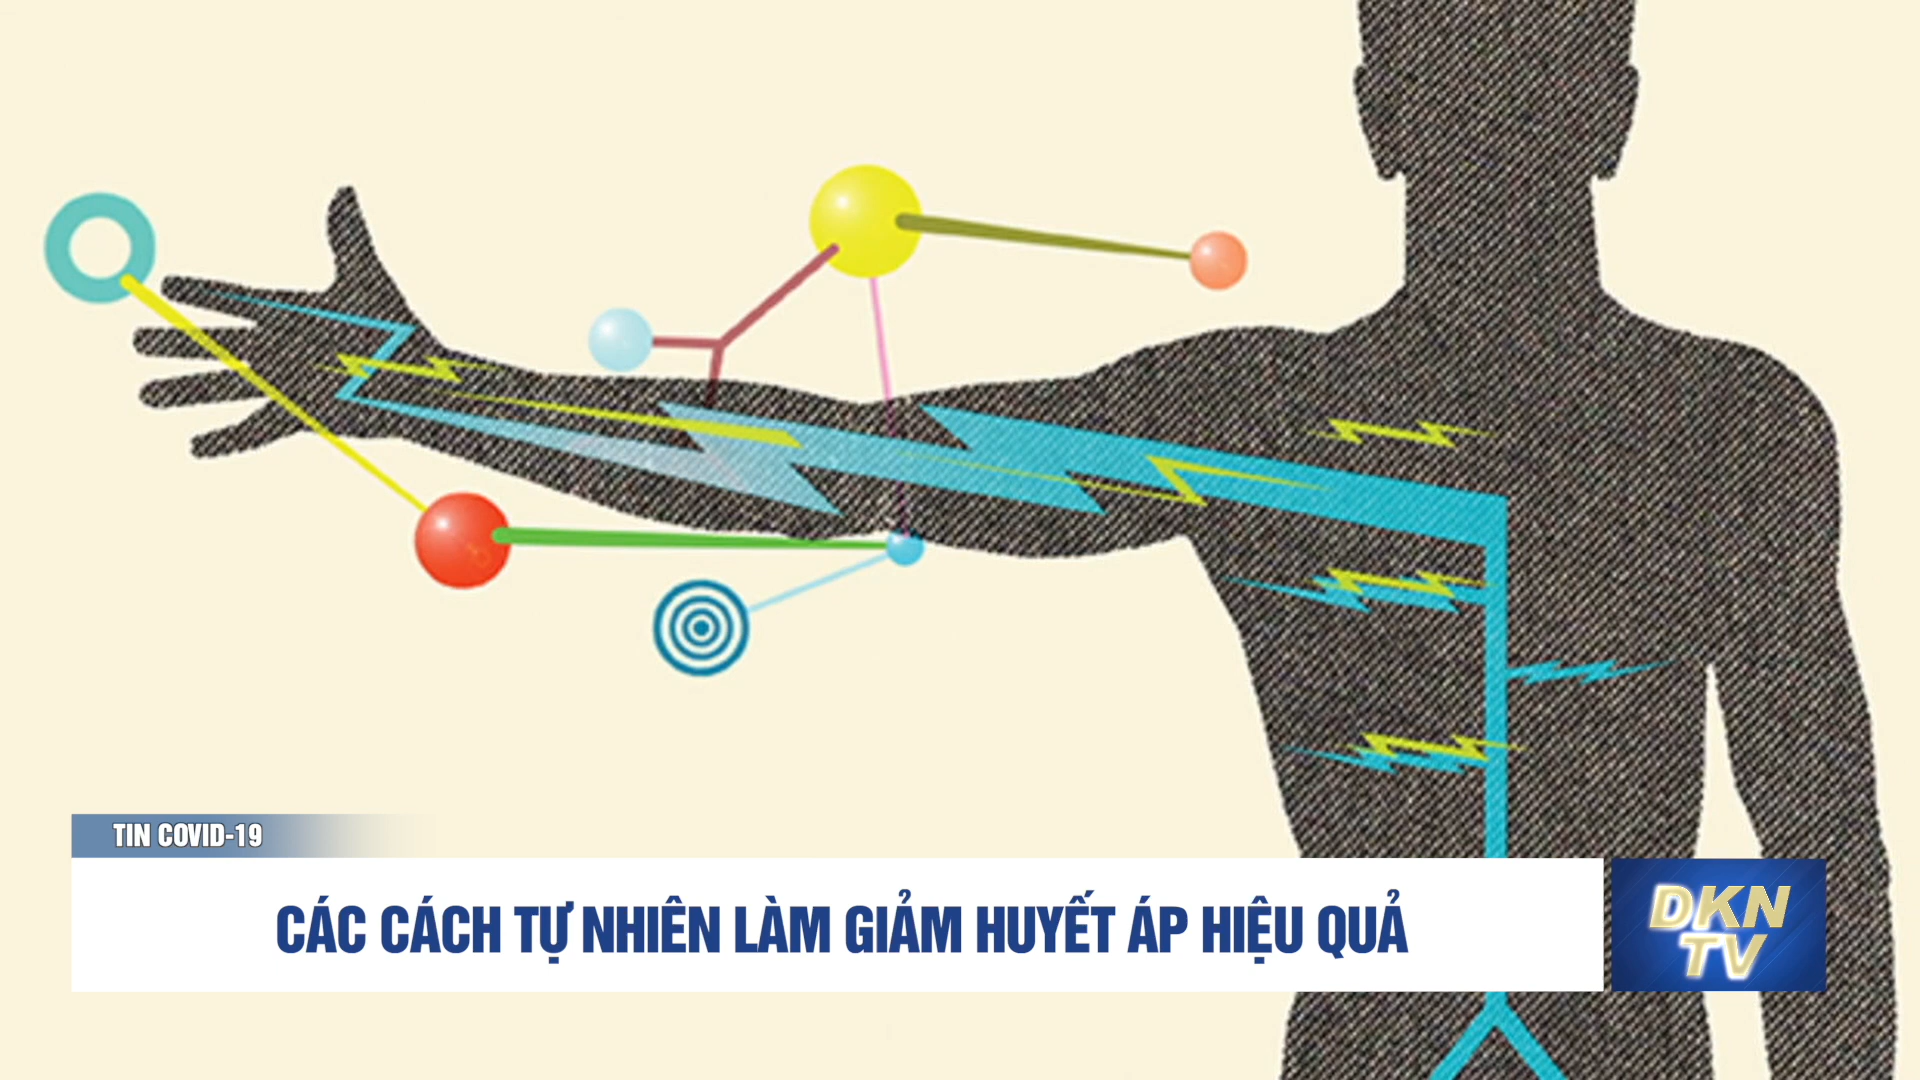 TIN COVID-19
CÁC CÁCH TỰ NHIÊN LÀM GIẢM HUYẾT ÁP HIỆU QUẢ
DKN
TV